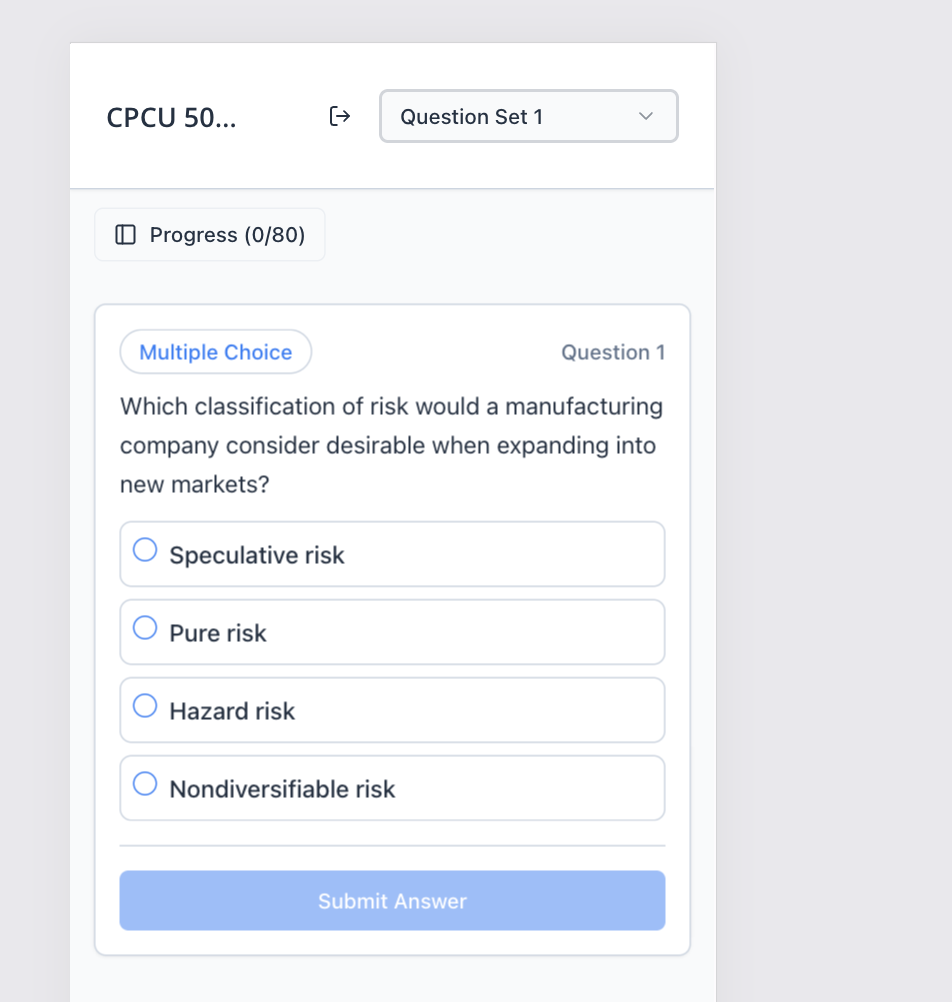 CPCU 50...
Question Set 1
Progress (0/80)
Multiple Choice
Question 1
Which classification of risk would a manufacturing
company consider desirable when expanding into
new markets?
Speculative risk
Pure risk
Hazard risk
Nondiversifiable risk
Submit Answer